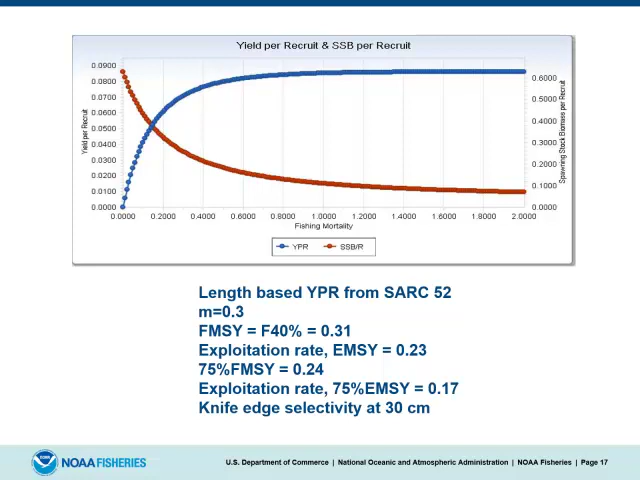 Yield per Recruit & SSB per Recruit
0.0900
0.0800
0.0700
0.0600
0.0500
0.0400
0.0300
0.0200
0.0100
0.0000
Yield per Recruit
0.6000
0.5000
0.4000
0.3000
0.2000
0.1000
0.0000
Spawning Stock Biomass per Recruit
0.0000 0.2000 0.4000 0.6000 0.8000 1.0000 1.2000 1.4000 1.6000 1.8000 2.0000
Fishing Mortality
YPR SSB/R
Length based YPR from SARC 52
m=0.3
FMSY = F40% = 0.31
Exploitation rate, EMSY = 0.23
75%FMSY = 0.24
Exploitation rate, 75%EMSY = 0.17
Knife edge selectivity at 30 cm
NOAA FISHERIES
U.S. Department of Commerce | National Oceanic and Atmospheric Administration | NOAA Fisheries | Page 17